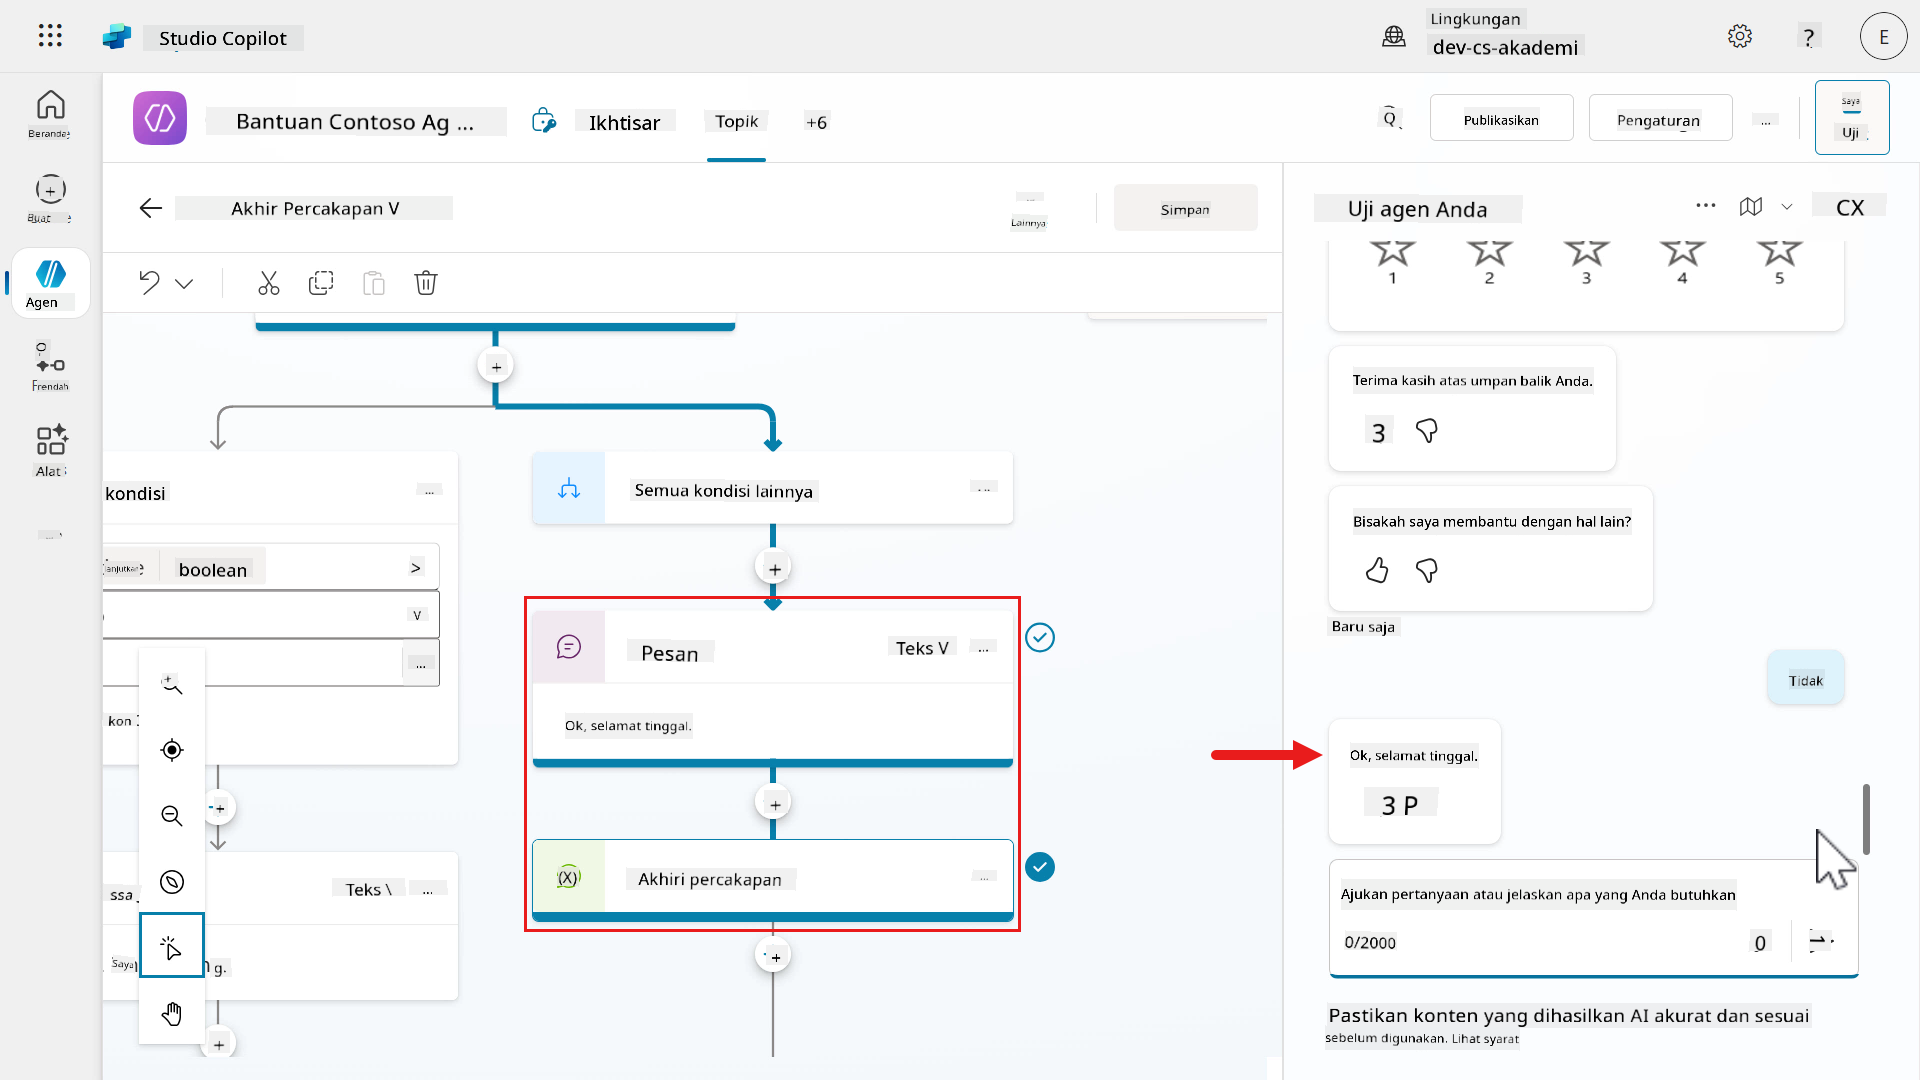 Studio Copilot
Lingkungan
dev-cs-akademi
?
E
Beranda
Buat
Agen
Alat
Bantuan Contoso Ag ...
Ikhtisar
Topik
+6
Publikasikan
Pengaturan
...
Saya
Uji
Akhir Percakapan V
Lainnya
Simpan
kondisi
...
boolean
>
V
...
kon
Teks
...
Saya
g.
Semua kondisi lainnya
Pesan
Teks V
...
Ok, selamat tinggal.
(X)
Akhiri percakapan
...
Uji agen Anda
...
CX
1
2
3
4
5
Terima kasih atas umpan balik Anda.
3
Bisakah saya membantu dengan hal lain?
Baru saja
Tidak
Ok, selamat tinggal.
3 P
Ajukan pertanyaan atau jelaskan apa yang Anda butuhkan
0/2000
0
Pastikan konten yang dihasilkan AI akurat dan sesuai
sebelum digunakan. Lihat syarat